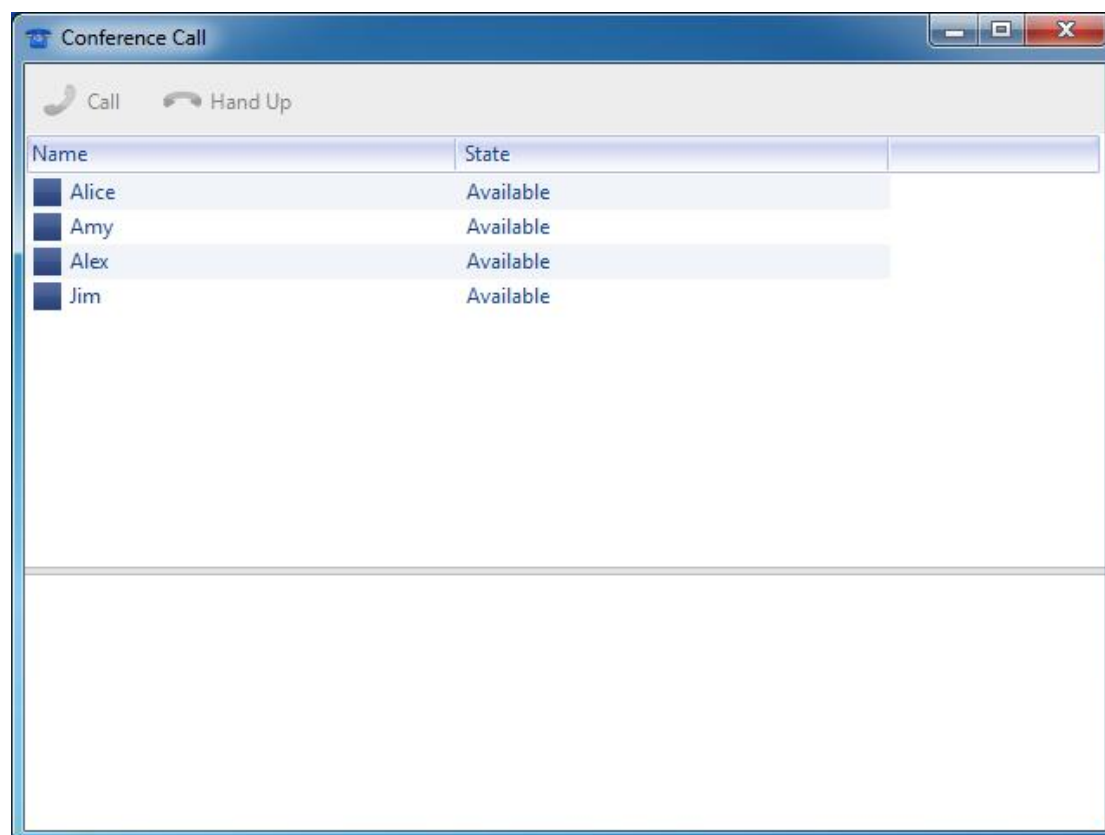 Conference Call
Call Hand Up
Name State
Alice Available
Amy Available
Alex Available
Jim Available